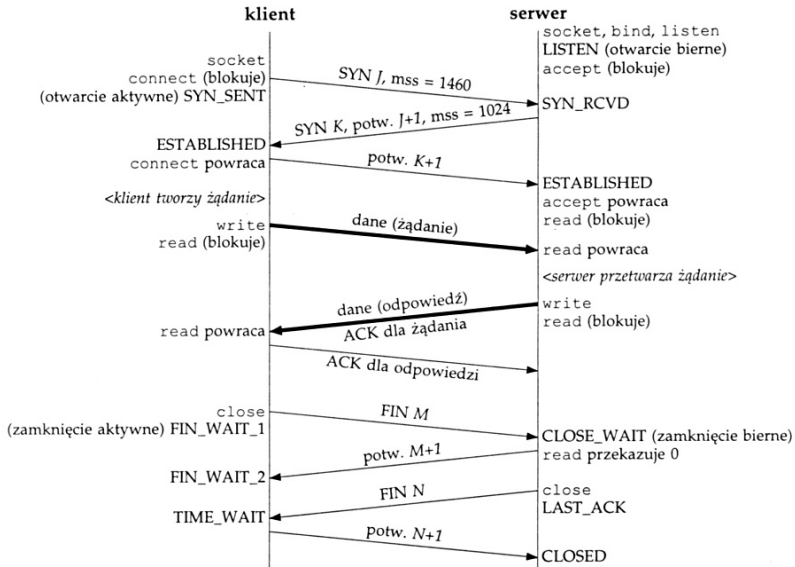 klient
serwer
socket, bind, listen
LISTEN (otwarcie bierne)
accept (blokuje)
socket
connect (blokuje)
(otwarcie aktywne) SYN_SENT
SYN J, mss = 1460
SYN_RCVD
SYN K, potw. J+1, mss = 1024
ESTABLISHED
connect powraca
potw. K+1
ESTABLISHED
accept powraca
read (blokuje)
<klient tworzy żądanie>
write
read (blokuje)
dane (żądanie)
read powraca
<serwer przetwarza żądanie>
write
read (blokuje)
dane (odpowiedź)
ACK dla żądania
read powraca
ACK dla odpowiedzi
close
(zamknięcie aktywne) FIN_WAIT_1
FIN M
CLOSE_WAIT (zamknięcie bierne)
read przekazuje 0
potw. M+1
FIN_WAIT_2
close
LAST_ACK
FIN N
TIME_WAIT
potw. N+1
CLOSED